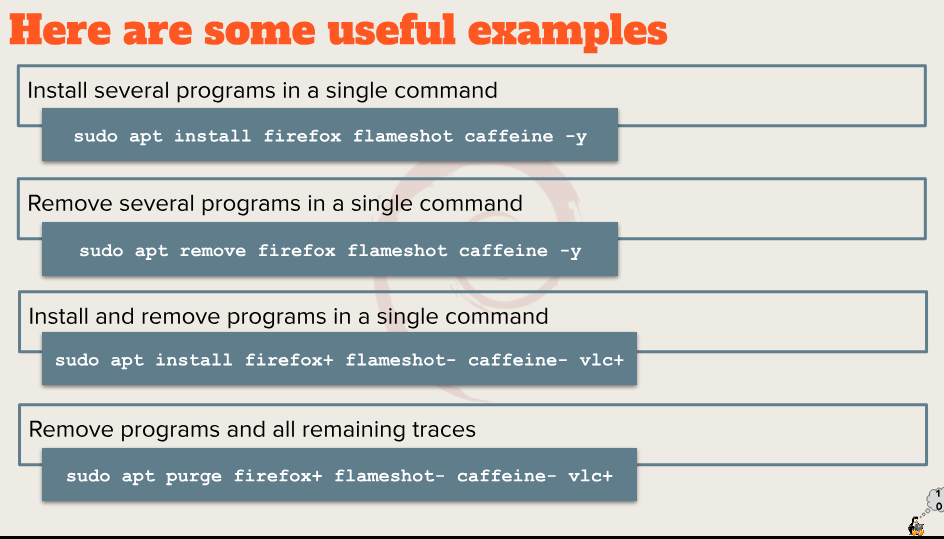 Here are some useful examples
Install several programs in a single command
sudo apt install firefox flameshot caffeine -y
Remove several programs in a single command
sudo apt remove firefox flameshot caffeine -y
Install and remove programs in a single command
sudo apt install firefox+ flameshot- caffeine- vlc+
Remove programs and all remaining traces
sudo apt purge firefox+ flameshot- caffeine- vlc+
1
0